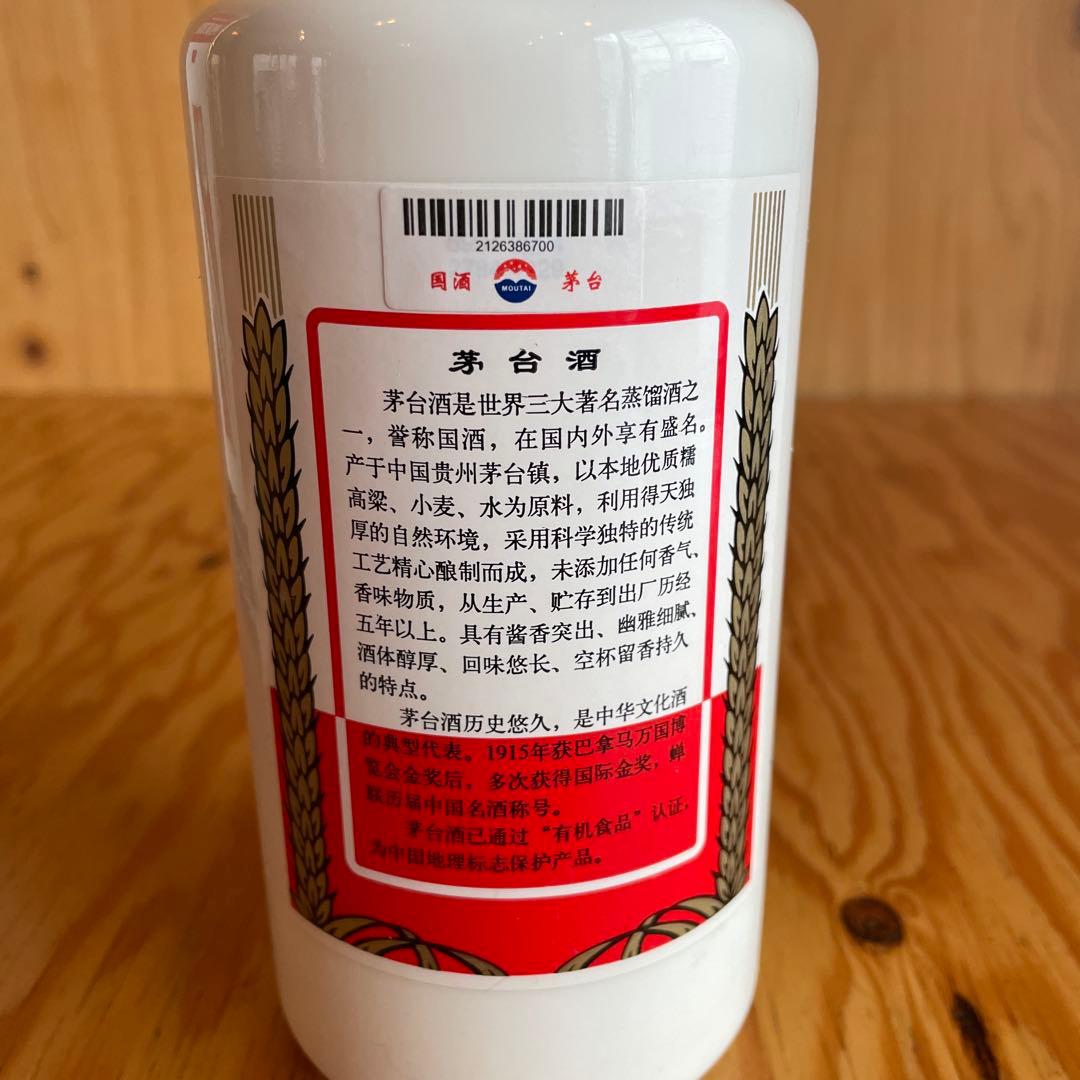 2126386700
国酒 MOUTAI 茅台
茅台酒
茅台酒是世界三大著名蒸馏酒之
一，誉称国酒，在国内外享有盛名。
产于中国贵州茅台镇，以本地优质糯
高粱、小麦、水为原料，利用得天独
厚的自然环境，采用科学独特的传统
工艺精心酿制而成，未添加任何香气、
香味物质，从生产、贮存到出厂历经
五年以上。具有酱香突出、幽雅细腻、
酒体醇厚、回味悠长、空杯留香持久
的特点。
茅台酒历史悠久，是中华文化酒
的典型代表。1915年获巴拿马万国博
览会金奖后，多次获得国际金奖，蝉
联历届中国名酒称号。
茅台酒已通过“有机食品”认证，
为中国地理标志保护产品。